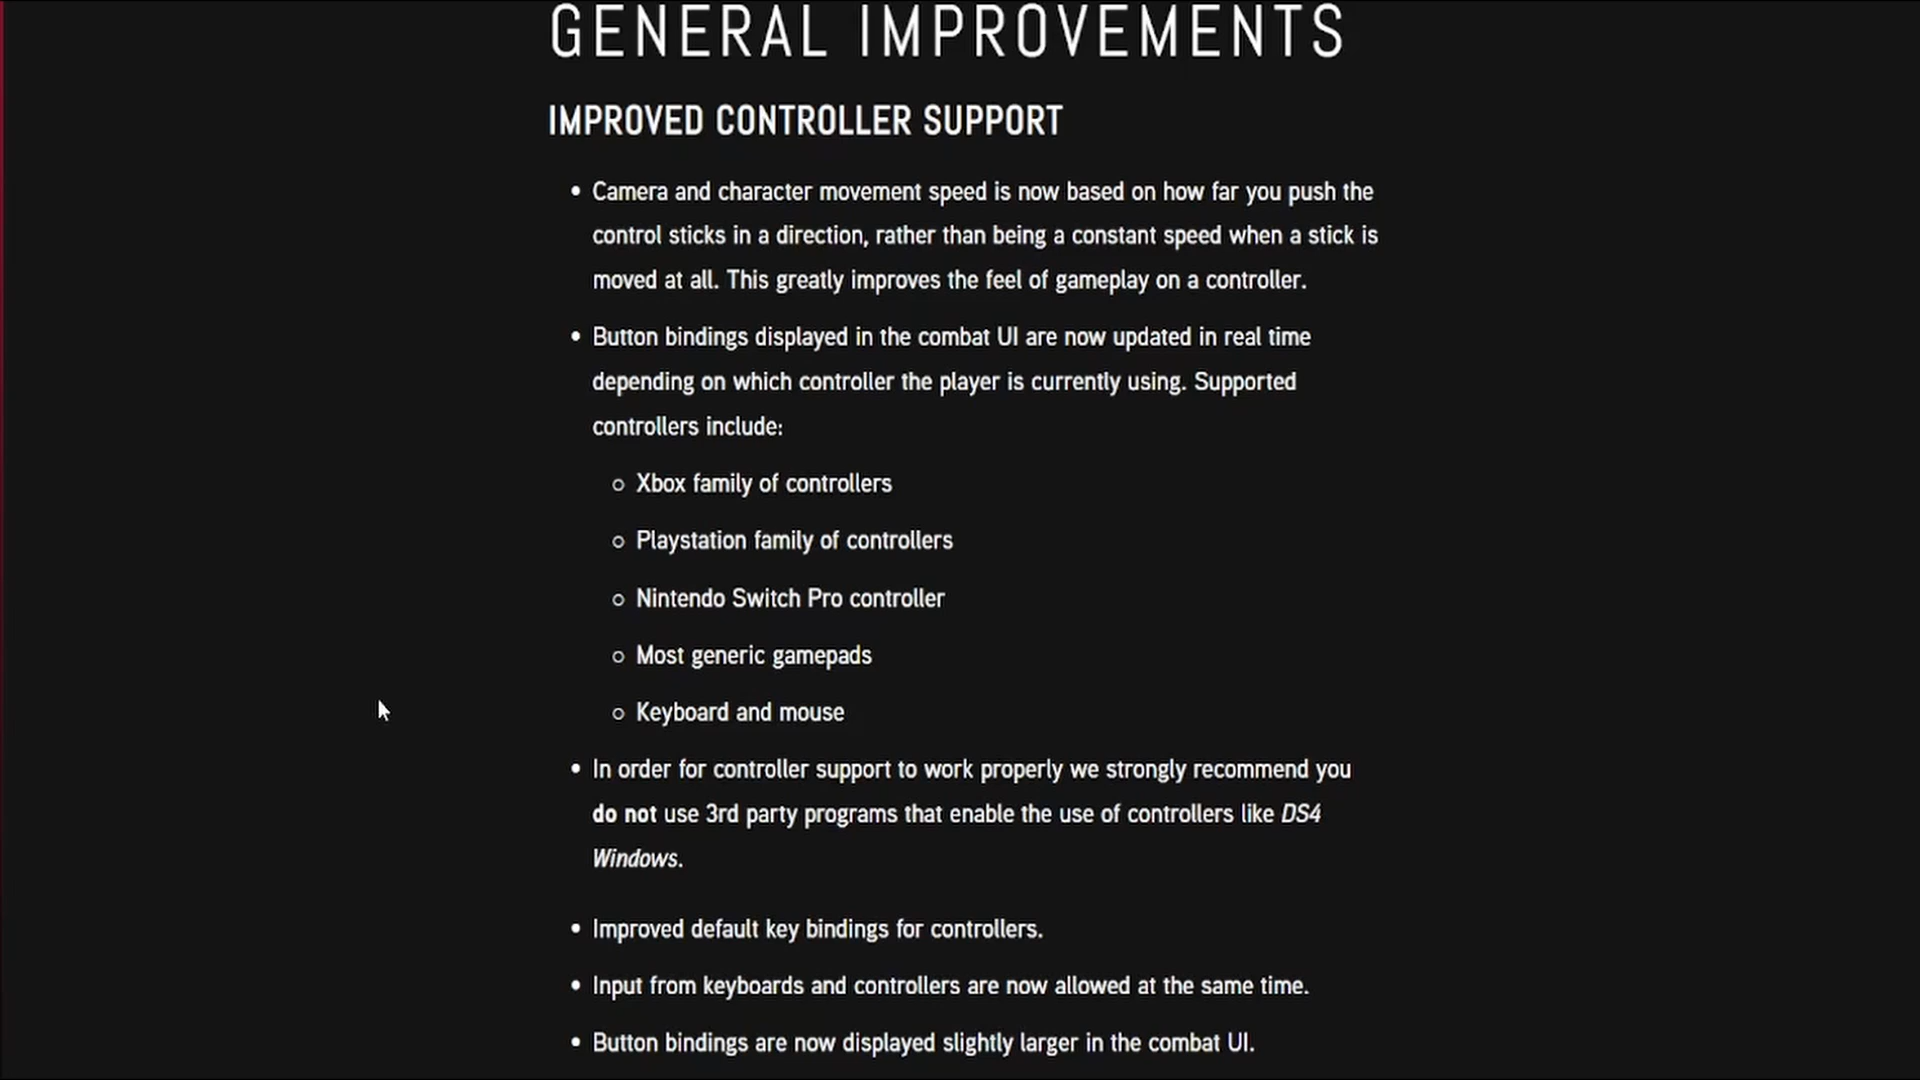 GENERAL IMPROVEMENTS
IMPROVED CONTROLLER SUPPORT
• Camera and character movement speed is now based on how far you push the
control sticks in a direction, rather than being a constant speed when a stick is
moved at all. This greatly improves the feel of gameplay on a controller.
• Button bindings displayed in the combat UI are now updated in real time
depending on which controller the player is currently using. Supported
controllers include:
○ Xbox family of controllers
○ Playstation family of controllers
○ Nintendo Switch Pro controller
○ Most generic gamepads
○ Keyboard and mouse
• In order for controller support to work properly we strongly recommend you
do not use 3rd party programs that enable the use of controllers like DS4
Windows.
• Improved default key bindings for controllers.
• Input from keyboards and controllers are now allowed at the same time.
• Button bindings are now displayed slightly larger in the combat UI.